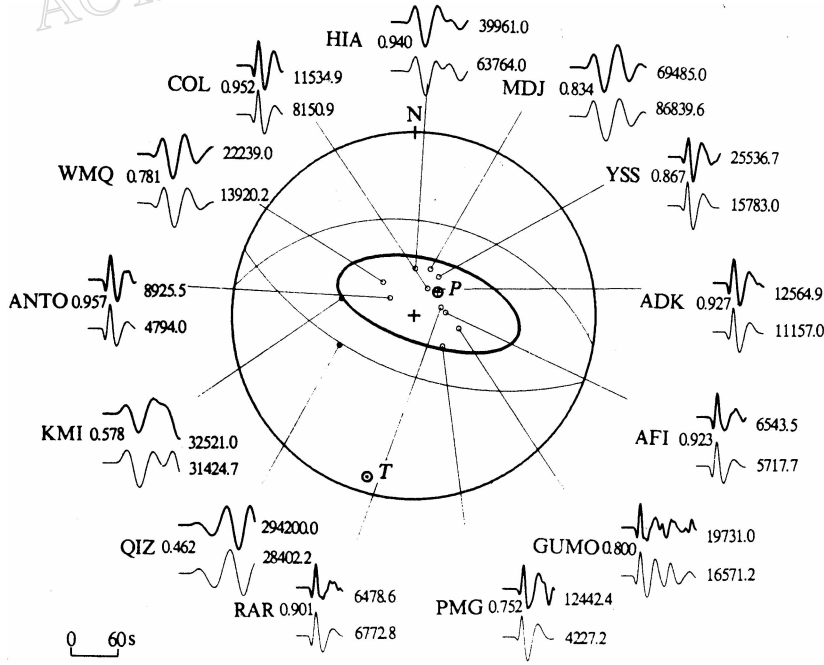 HIA 0.940 39961.0
63764.0
COL 0.952 11534.9
8150.9
MDJ 0.834 69485.0
86839.6
N
WMQ 0.781 22239.0
13920.2
YSS 0.867 25536.7
15783.0
P
ANTO 0.957 8925.5
4794.0
ADK 0.927 12564.9
11157.0
KMI 0.578 32521.0
31424.7
AFI 0.923 6543.5
5717.7
T
QIZ 0.462 294200.0
28402.2
GUMO 0.800 19731.0
16571.2
RAR 0.901 6478.6
6772.8
PMG 0.752 12442.4
4227.2
0 60s